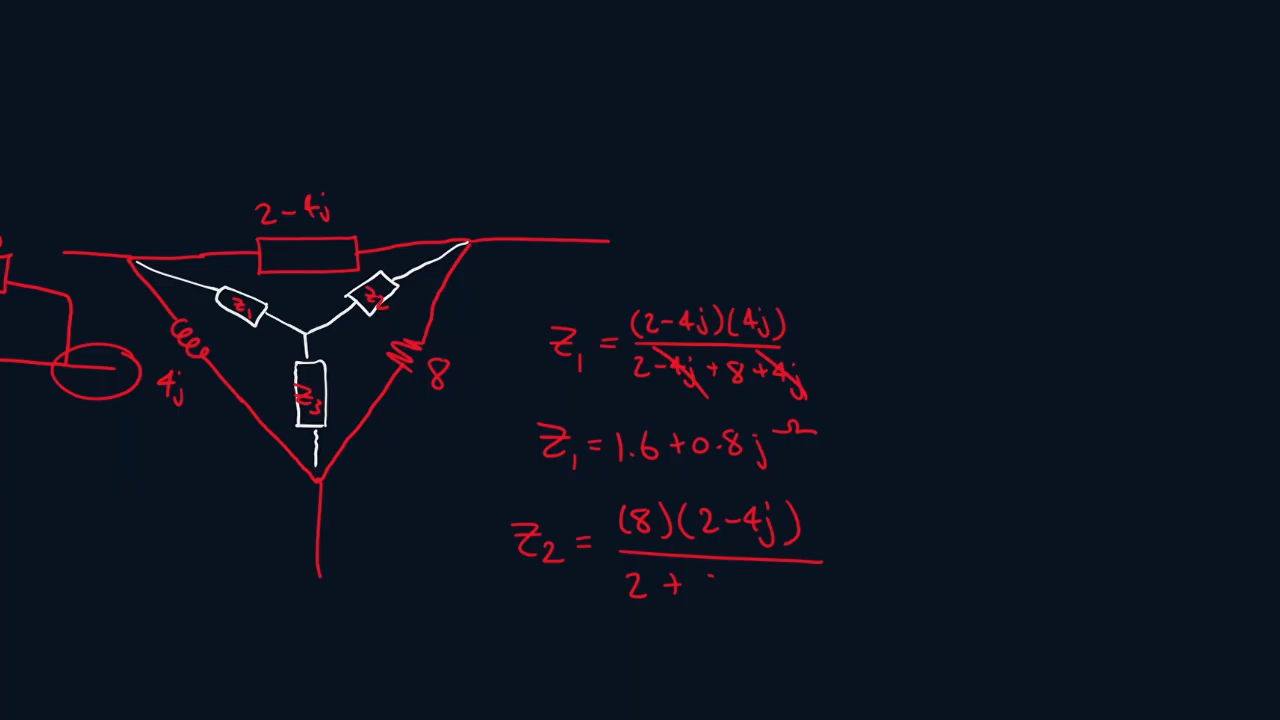 2-4j
Z1
Z2
Z3
4j
8
Z1 = (2-4j)(4j)
2-4j + 8 + 4j
Z1 = 1.6 + 0.8j Ω
Z2 = (8)(2-4j)
2 +